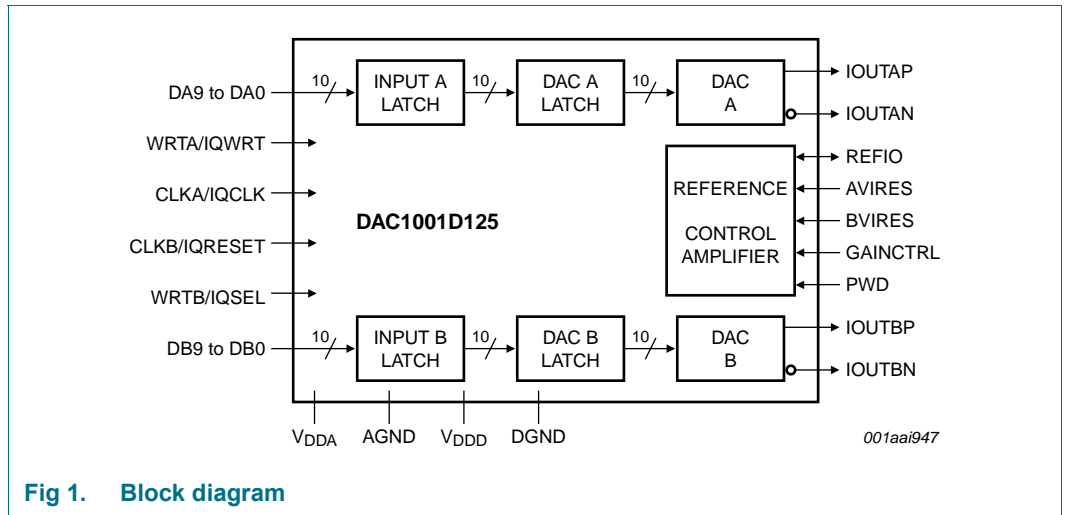 DA9 to DA0
10
INPUT A
LATCH
10
DAC A
LATCH
10
DAC
A
IOUTAP
IOUTAN
WRTA/IQWRT
CLKA/IQCLK
CLKB/IQRESET
WRTB/IQSEL
DAC1001D125
REFERENCE
CONTROL
AMPLIFIER
REFIO
AVIRES
BVIRES
GAINCTRL
PWD
DB9 to DB0
10
INPUT B
LATCH
10
DAC B
LATCH
10
DAC
B
IOUTBP
IOUTBN
VDDA
AGND
VDDD
DGND
001aai947
Fig 1. Block diagram